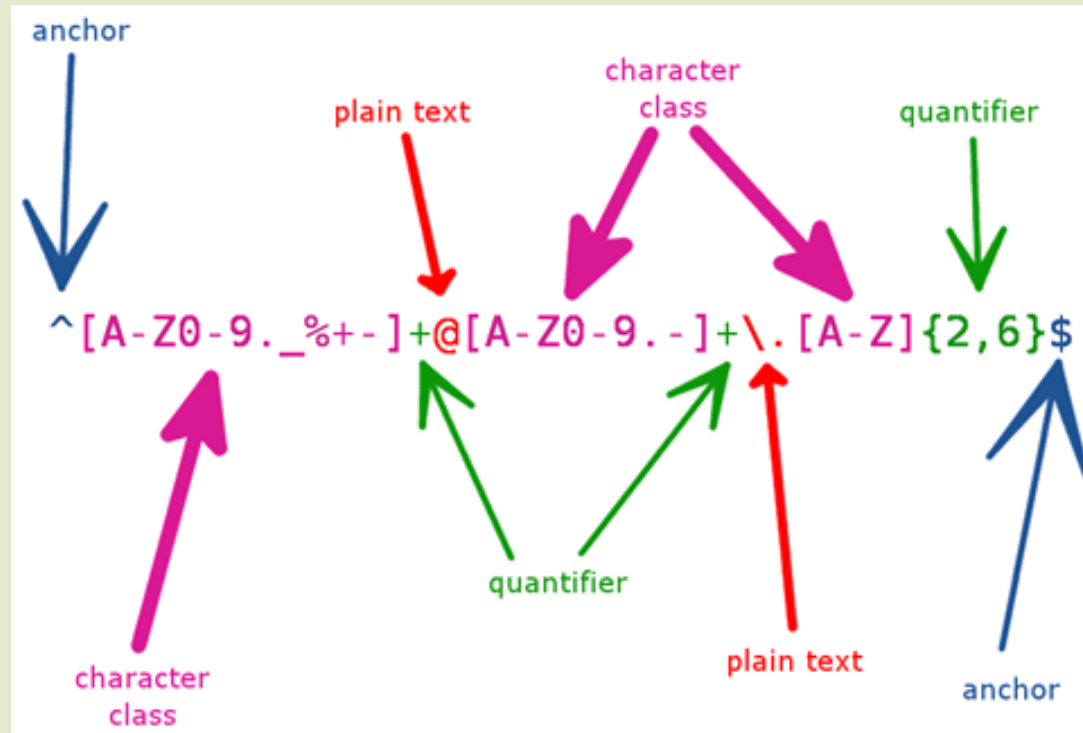 anchor
character
class
plain text
quantifier
^[A-Z0-9._%+-]+@[A-Z0-9.-]+\.[A-Z]{2,6}$
quantifier
plain text
character
class
anchor